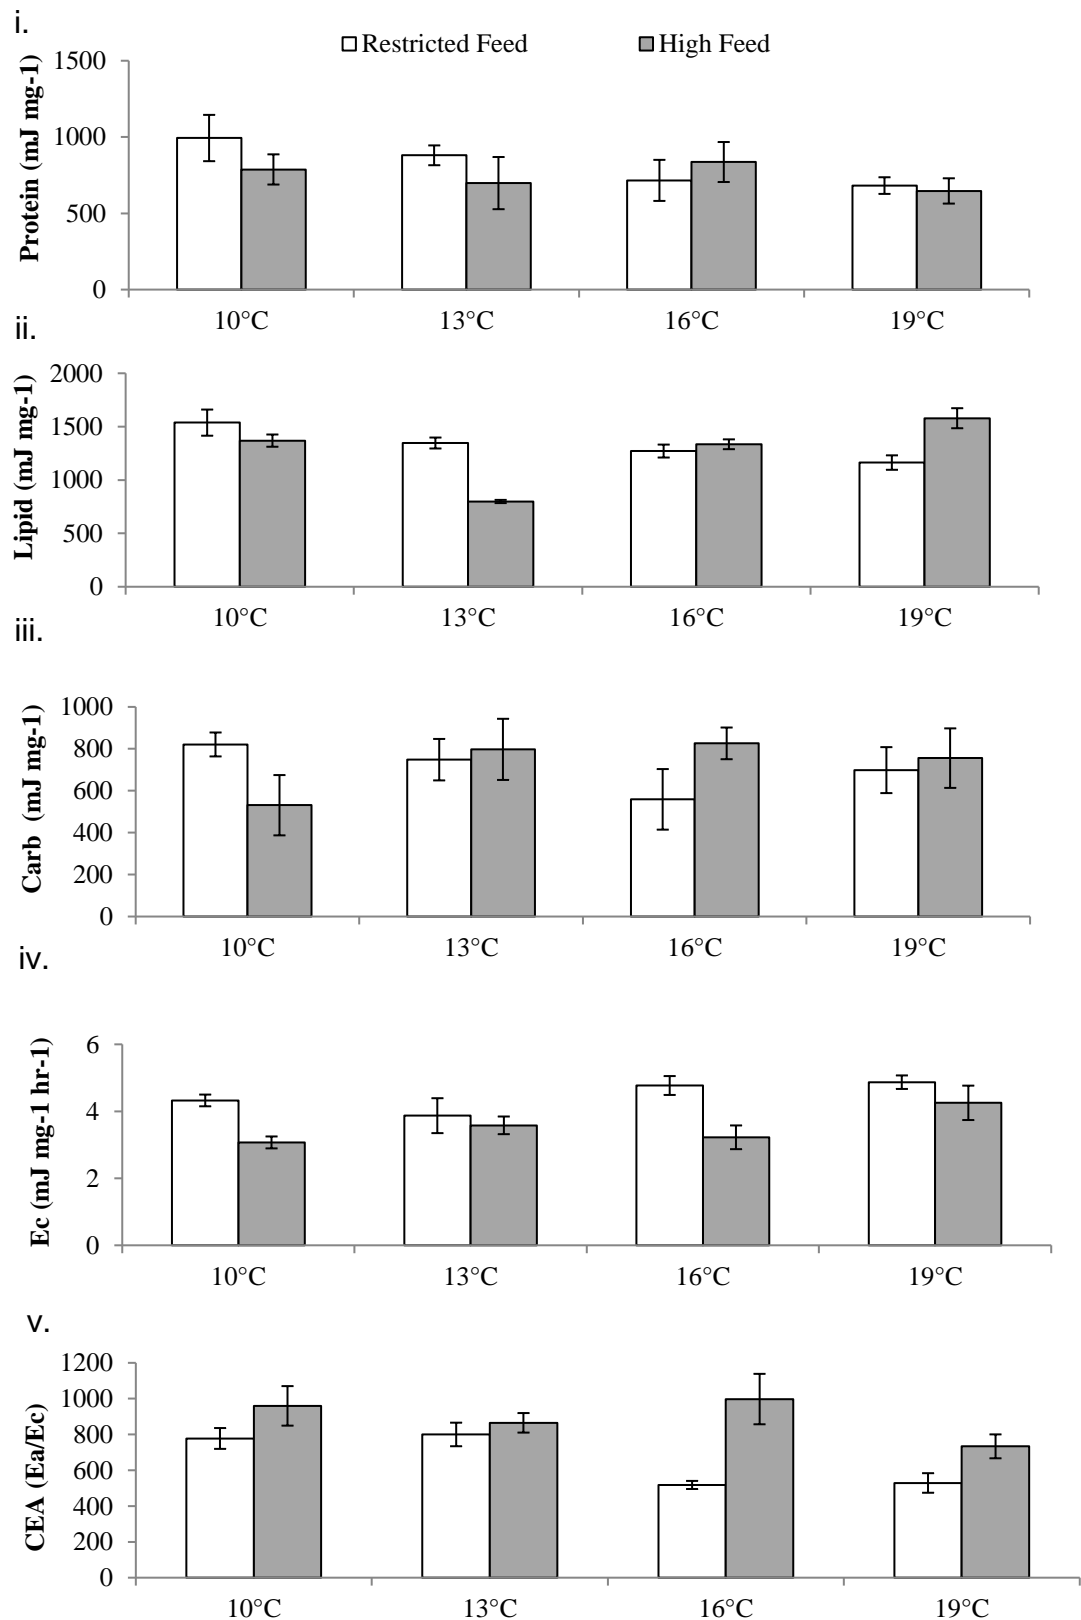 i.
Restricted Feed High Feed
Protein (mJ mg-1)
1500
1000
500
0
10°C 13°C 16°C 19°C
ii.
Lipid (mJ mg-1)
2000
1500
1000
500
0
10°C 13°C 16°C 19°C
iii.
Carb (mJ mg-1)
1000
800
600
400
200
0
10°C 13°C 16°C 19°C
iv.
Ec (mJ mg-1 hr-1)
6
4
2
0
10°C 13°C 16°C 19°C
v.
CEA (Ea/Ec)
1200
1000
800
600
400
200
0
10°C 13°C 16°C 19°C